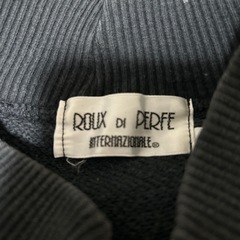 ROUX DI PERFE
INTERNAZIONALE©